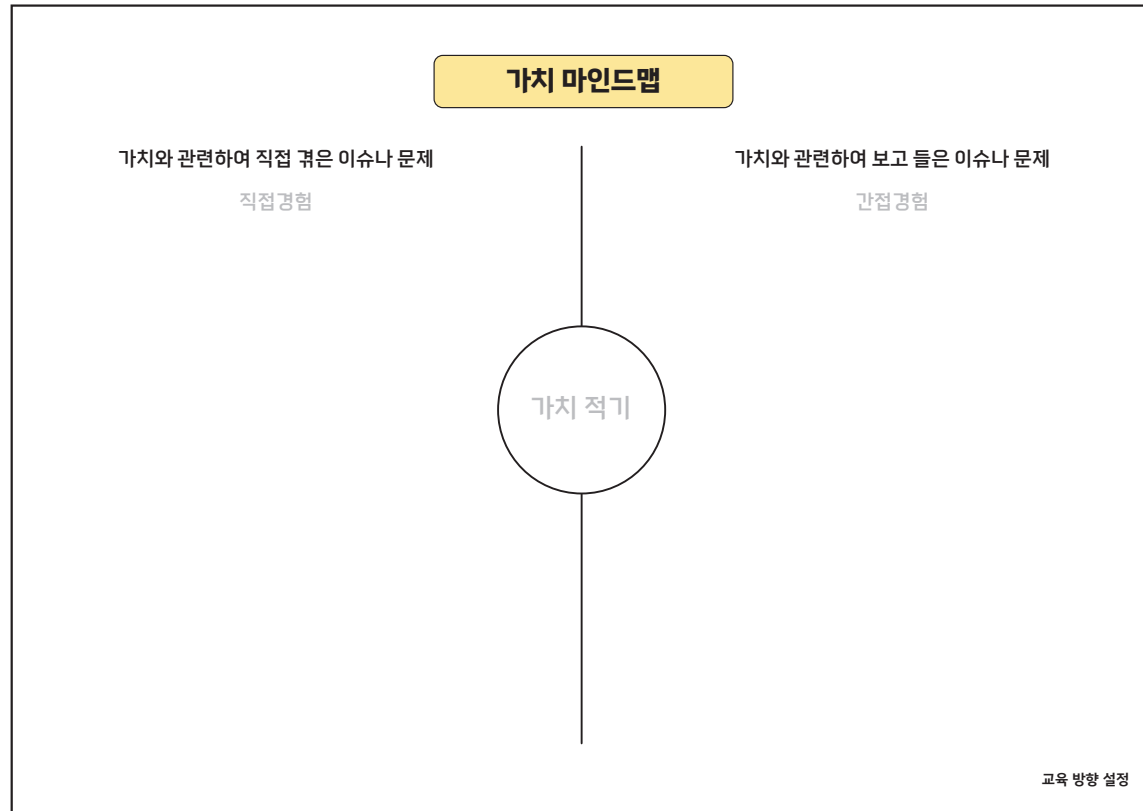 가치 마인드맵
가치와 관련하여 직접 겪은 이슈나 문제
직접경험
가치와 관련하여 보고 들은 이슈나 문제
간접경험
가치 적기
교육 방향 설정